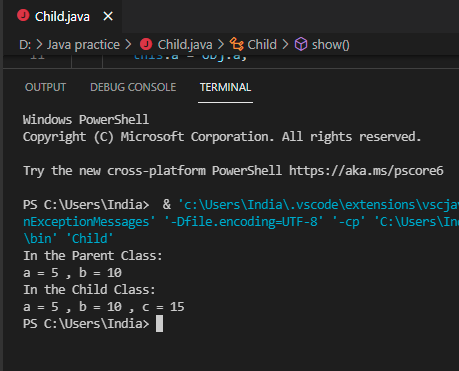 Child.java
D: > Java practice > Child.java > Child > show()
11 this.a = obj.a;
OUTPUT DEBUG CONSOLE TERMINAL
Windows PowerShell
Copyright (C) Microsoft Corporation. All rights reserved.
Try the new cross-platform PowerShell https://aka.ms/pscore6
PS C:\Users\India> & 'c:\Users\India\.vscode\extensions\vscjav
nExceptionMessages' '-Dfile.encoding=UTF-8' '-cp' 'C:\Users\Ind
\bin' 'Child'
In the Parent Class:
a = 5 , b = 10
In the Child Class:
a = 5 , b = 10 , c = 15
PS C:\Users\India>